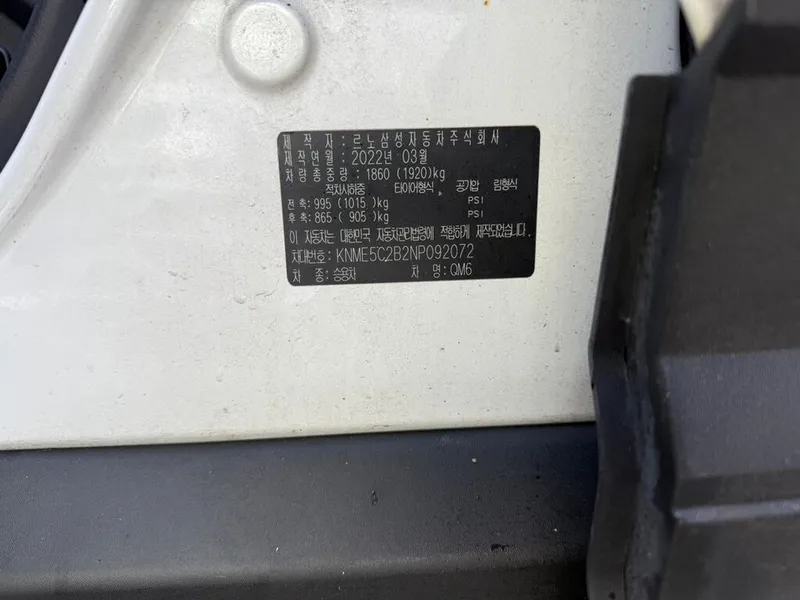 제 작 자 : 르노삼성자동차주식회사
제작연월 : 2022년 03월
차량총중량 : 1860 (1920)kg
적차시하중 타이어형식 공기압 림형식
전 축: 995 (1015 )kg PSI
후 축: 865 ( 905 )kg PSI
이 자동차는 대한민국 자동차관리법령에 적합하게 제작되었습니다.
차대번호: KNME5C2B2NP092072
차 종: 승용차 차 명: QM6